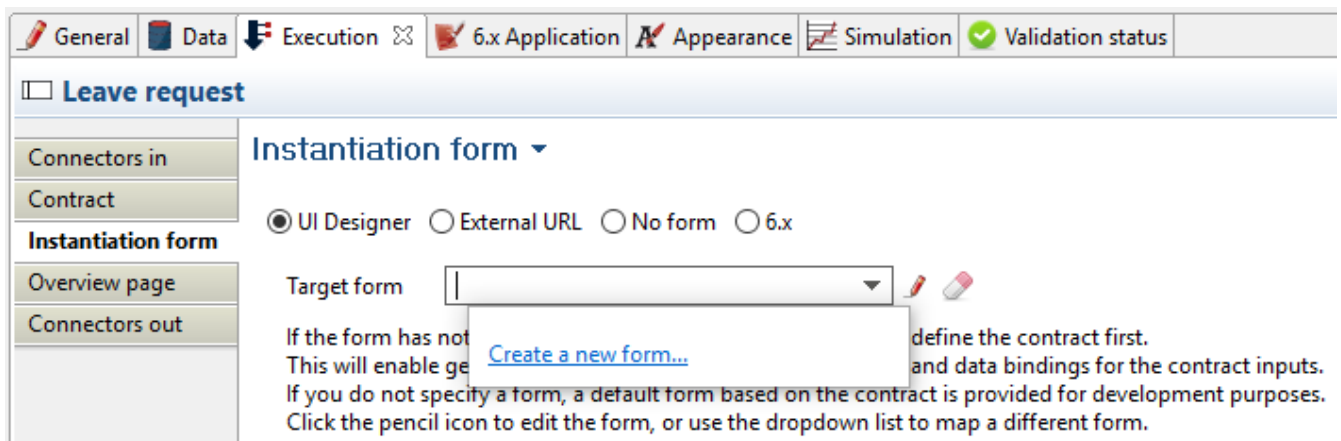 General Data Execution 6.x Application Appearance Simulation Validation status
Leave request
Connectors in
Contract
Instantiation form
Overview page
Connectors out
Instantiation form
UI Designer External URL No form 6.x
Target form
Create a new form...
If the form has not define the contract first.
This will enable ge and data bindings for the contract inputs.
If you do not specify a form, a default form based on the contract is provided for development purposes.
Click the pencil icon to edit the form, or use the dropdown list to map a different form.